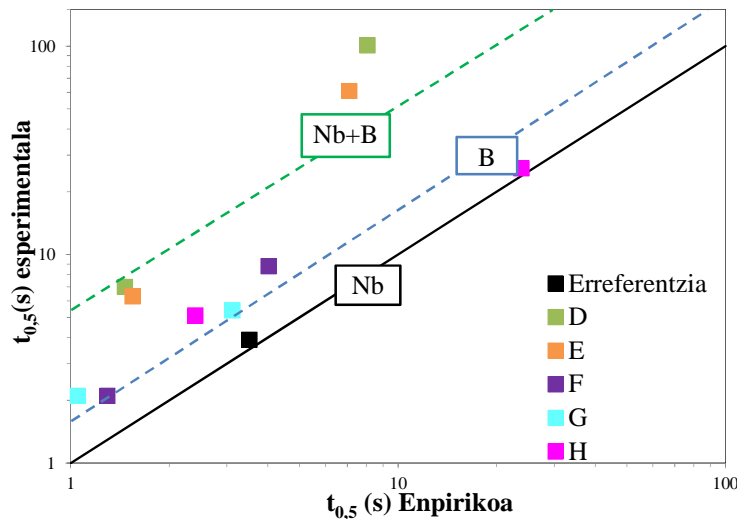 100
10
1
t0,5(s) esperimentala
Nb+B
B
Nb
Erreferentzia
D
E
F
G
H
1
10
100
t0,5 (s) Enpirikoa